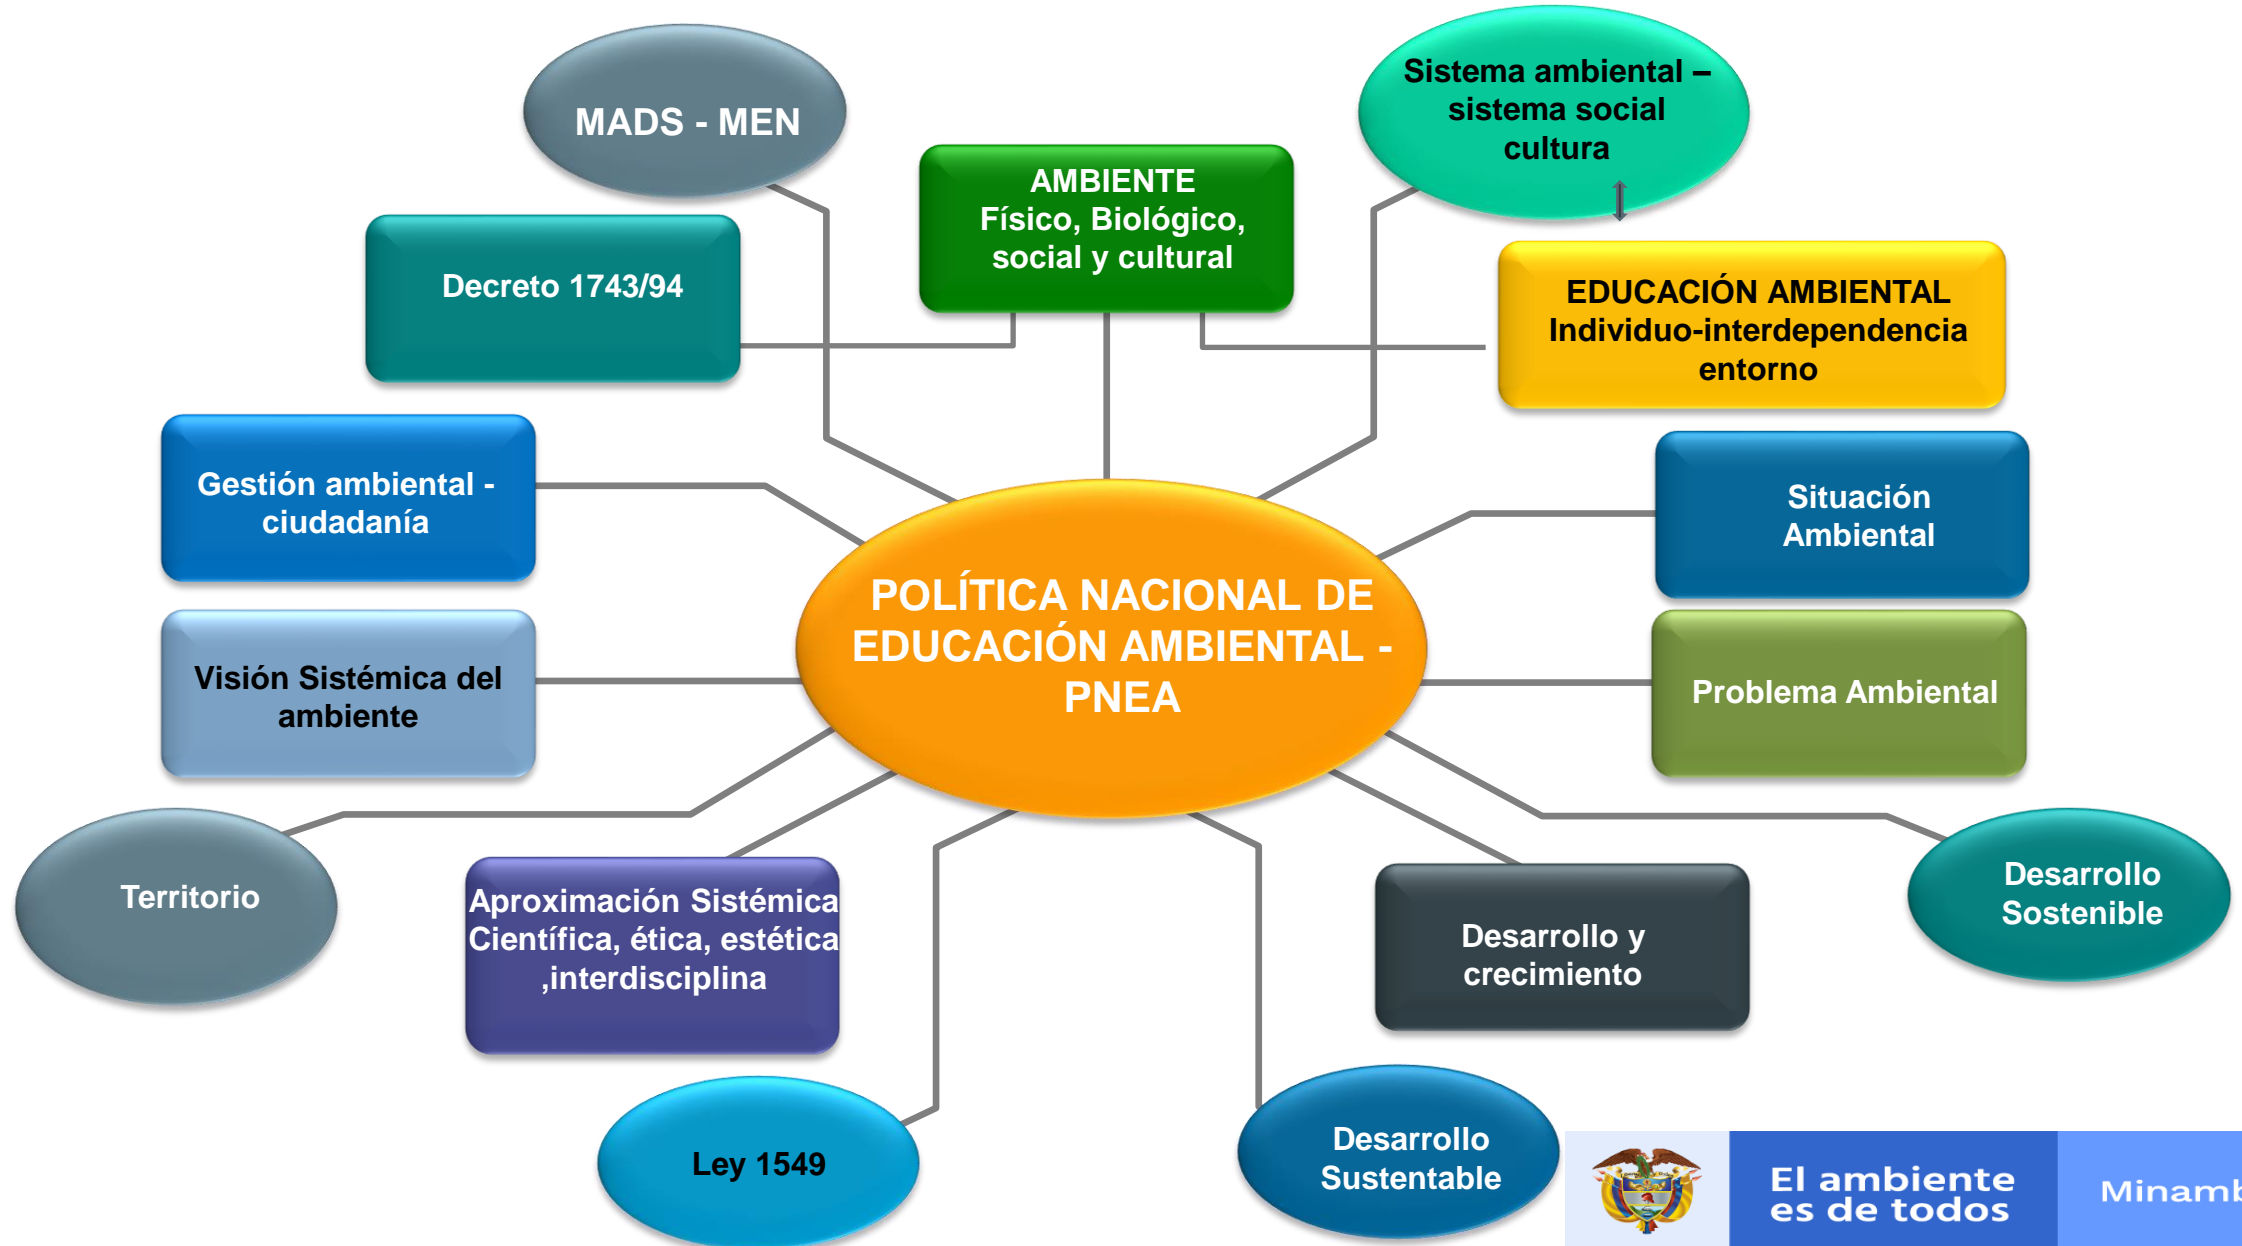 MADS - MEN
Sistema ambiental –
sistema social
cultura
AMBIENTE
Físico, Biológico,
social y cultural
Decreto 1743/94
EDUCACIÓN AMBIENTAL
Individuo-interdependencia
entorno
Gestión ambiental -
ciudadanía
Situación
Ambiental
POLÍTICA NACIONAL DE
EDUCACIÓN AMBIENTAL -
PNEA
Visión Sistémica del
ambiente
Problema Ambiental
Territorio
Aproximación Sistémica
Científica, ética, estética
,interdisciplina
Desarrollo y
crecimiento
Desarrollo
Sostenible
Ley 1549
Desarrollo
Sustentable
El ambiente
es de todos
Minamb